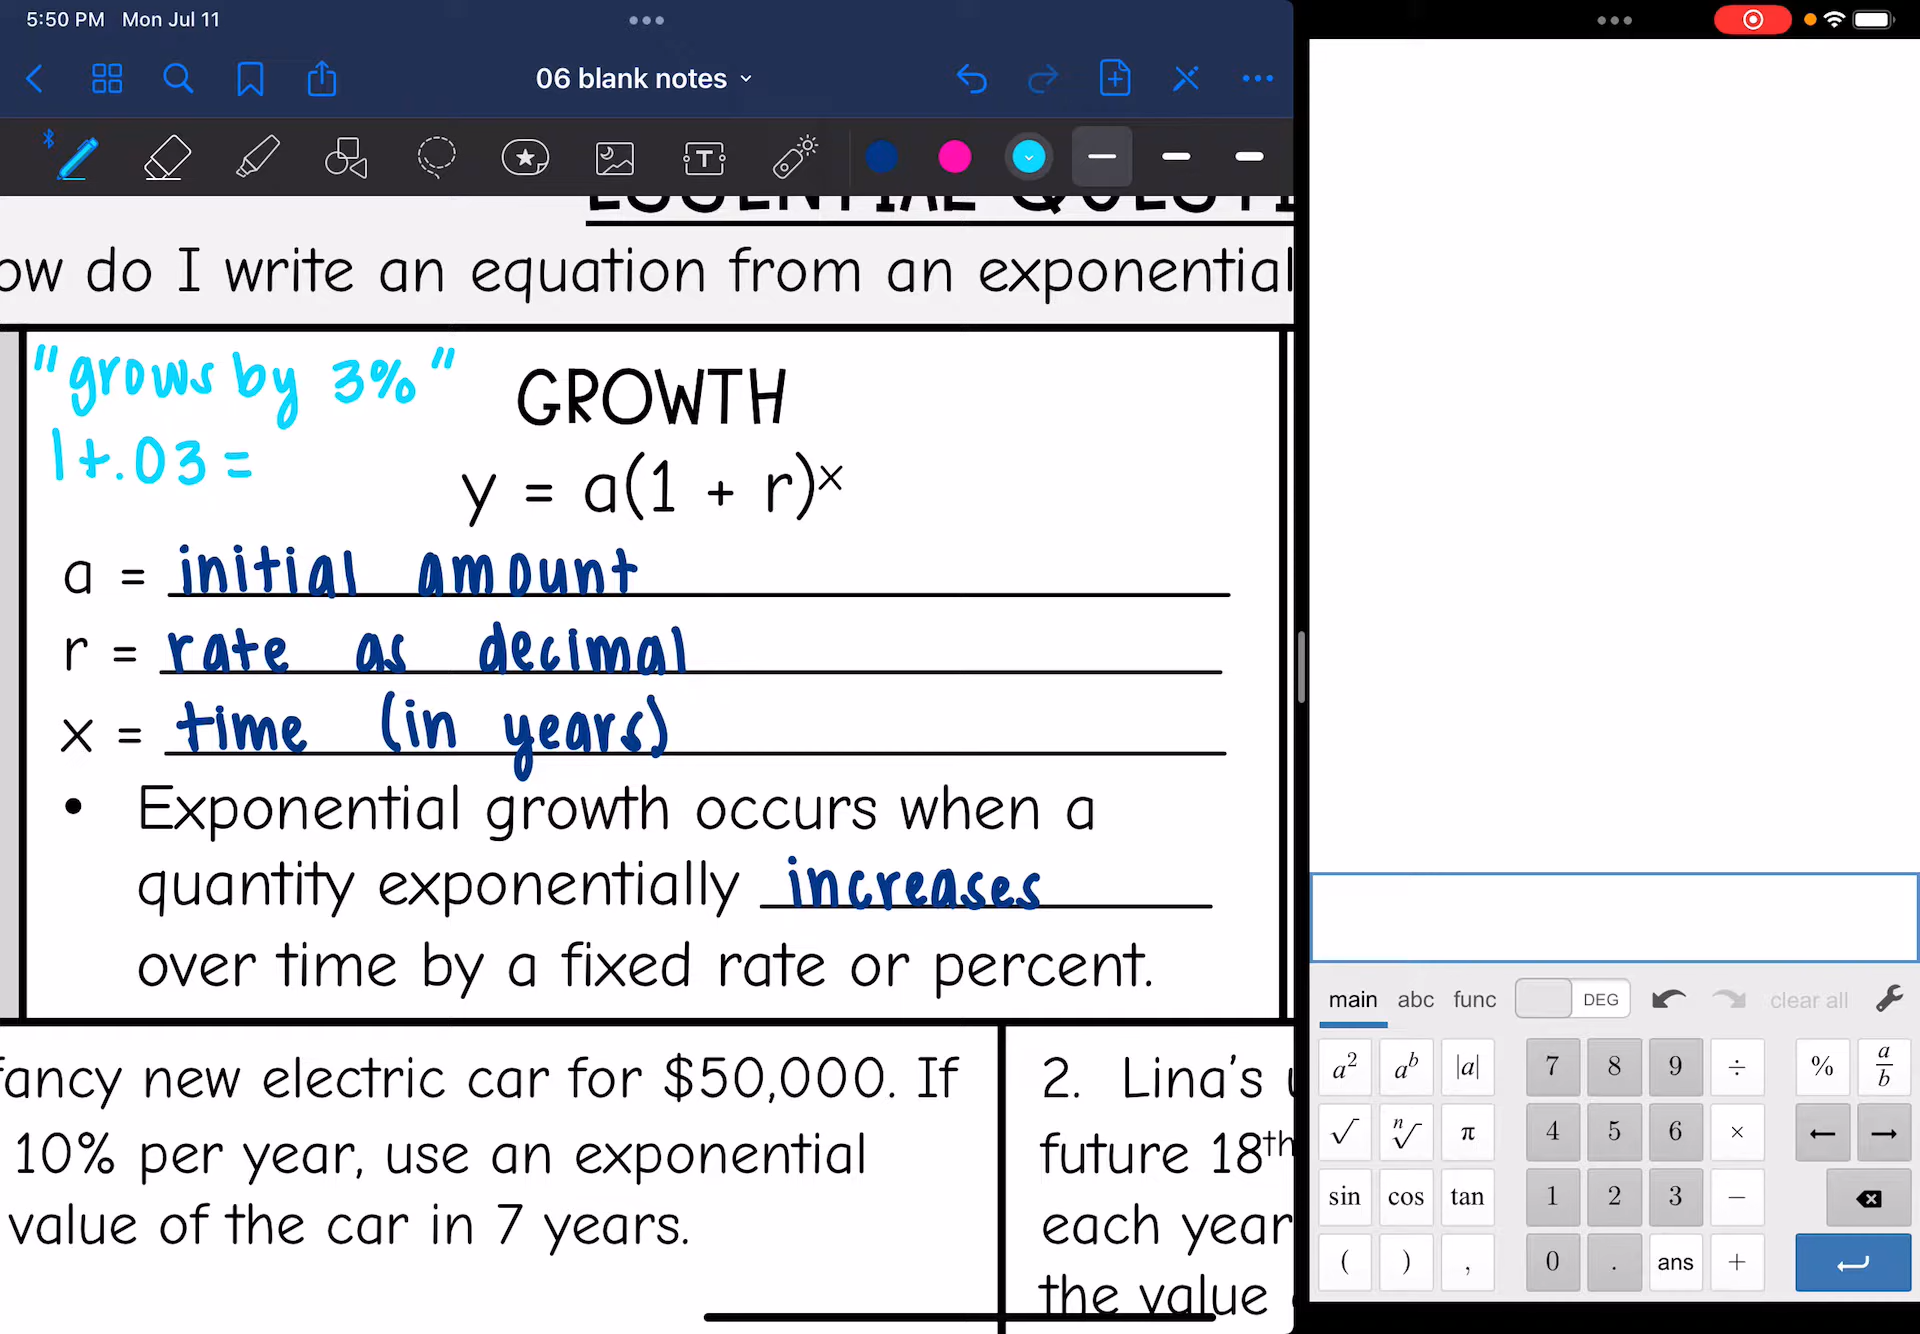 5:50 PM Mon Jul 11
06 blank notes
ESSENTIAL QUESTI
ow do I write an equation from an exponential
"grows by 3%"
1+.03=
GROWTH
y = a(1 + r)ˣ
a = initial amount
r = rate as decimal
x = time (in years)
• Exponential growth occurs when a
quantity exponentially increases
over time by a fixed rate or percent.
fancy new electric car for $50,000. If
10% per year, use an exponential
value of the car in 7 years.
2. Lina's
future 18th
each year
the value
main abc func DEG clear all
a² aᵇ |a| 7 8 9 ÷ % a/b
√ ⁿ√ π 4 5 6 × ← →
sin cos tan 1 2 3 −
( ) , 0 . ans +